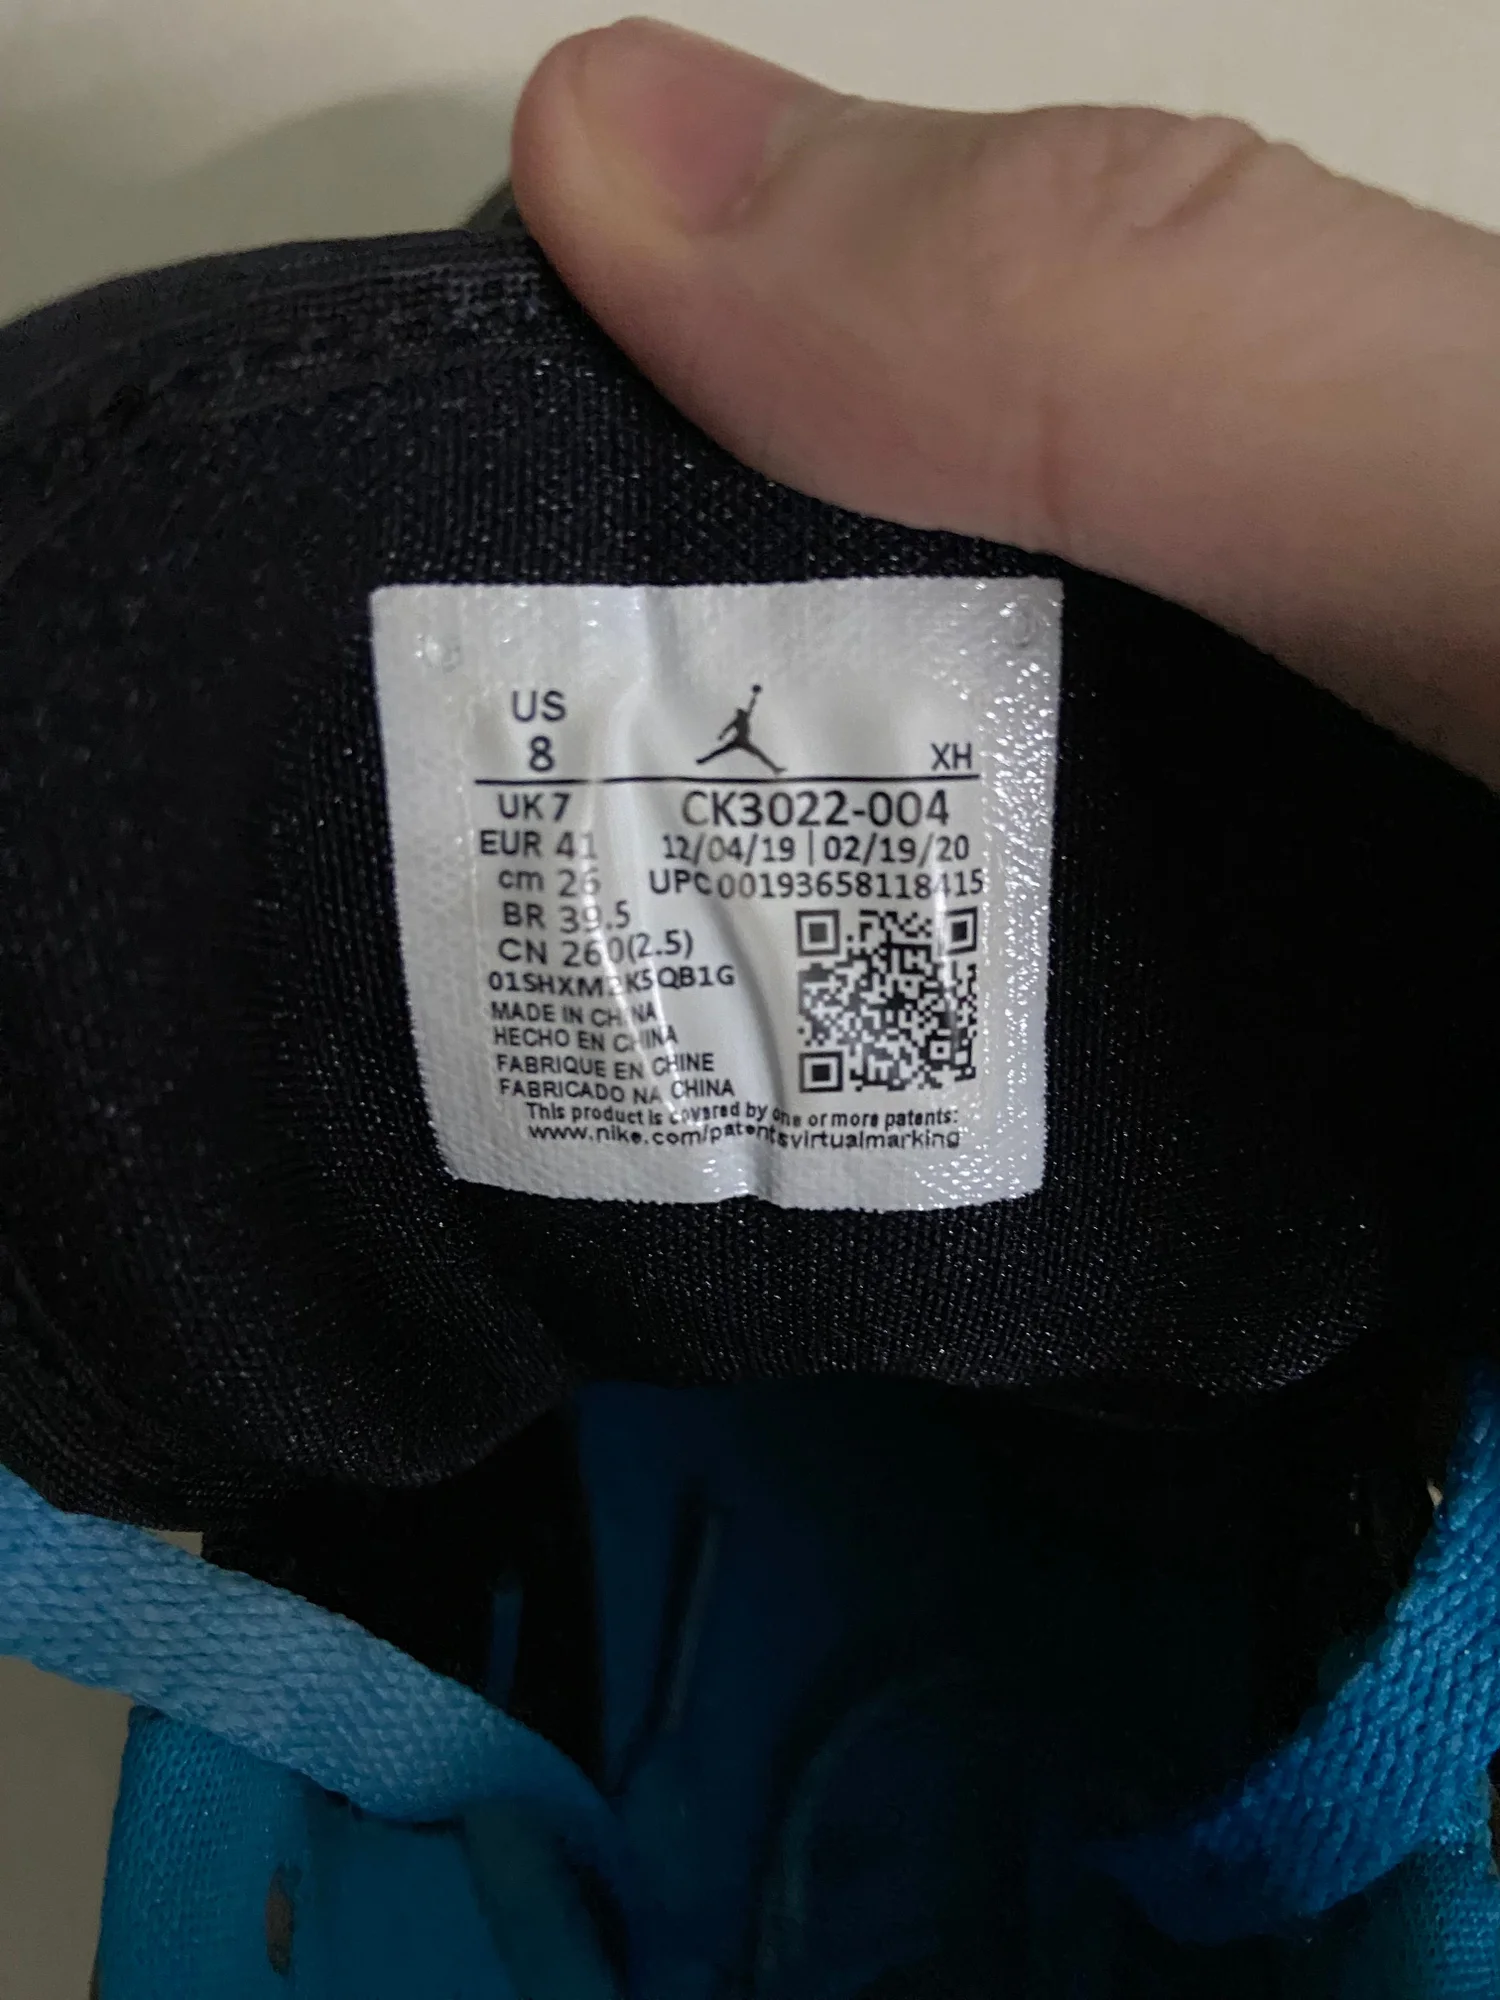 US
8
XH
UK 7
CK3022-004
EUR 41
12/04/19 | 02/19/20
cm 26
UPC00193658118415
BR 39.5
CN 260(2.5)
MADE IN CHINA
HECHO EN CHINA
FABRIQUE EN CHINE
FABRICADO NA CHINA
This product is covered by one or more patents:
www.nike.com/patentsvirtualmarking